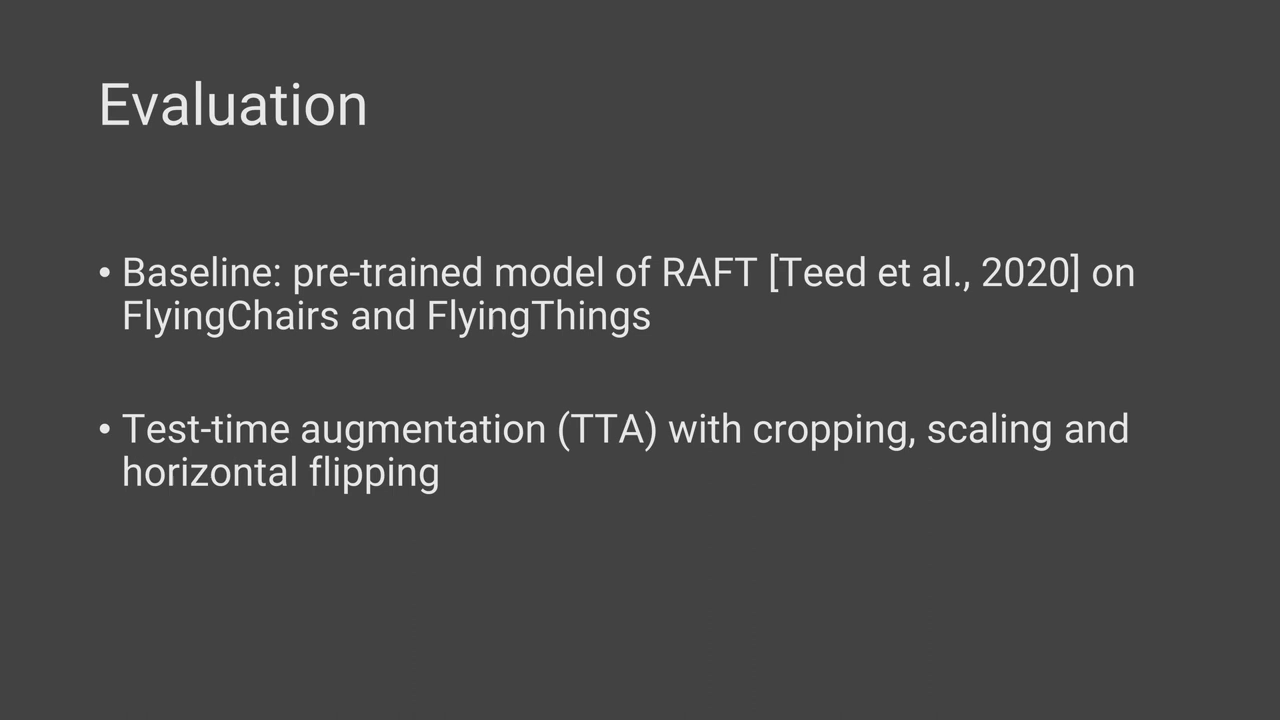 Evaluation
• Baseline: pre-trained model of RAFT [Teed et al., 2020] on
FlyingChairs and FlyingThings
• Test-time augmentation (TTA) with cropping, scaling and
horizontal flipping